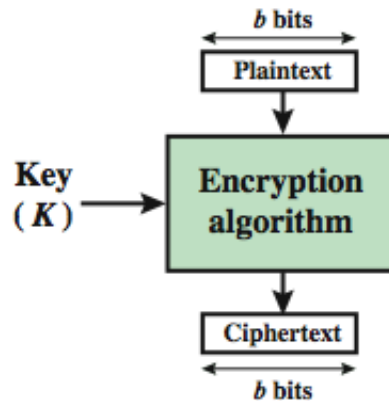 b bits
Plaintext
Key
(K)
Encryption
algorithm
Ciphertext
b bits